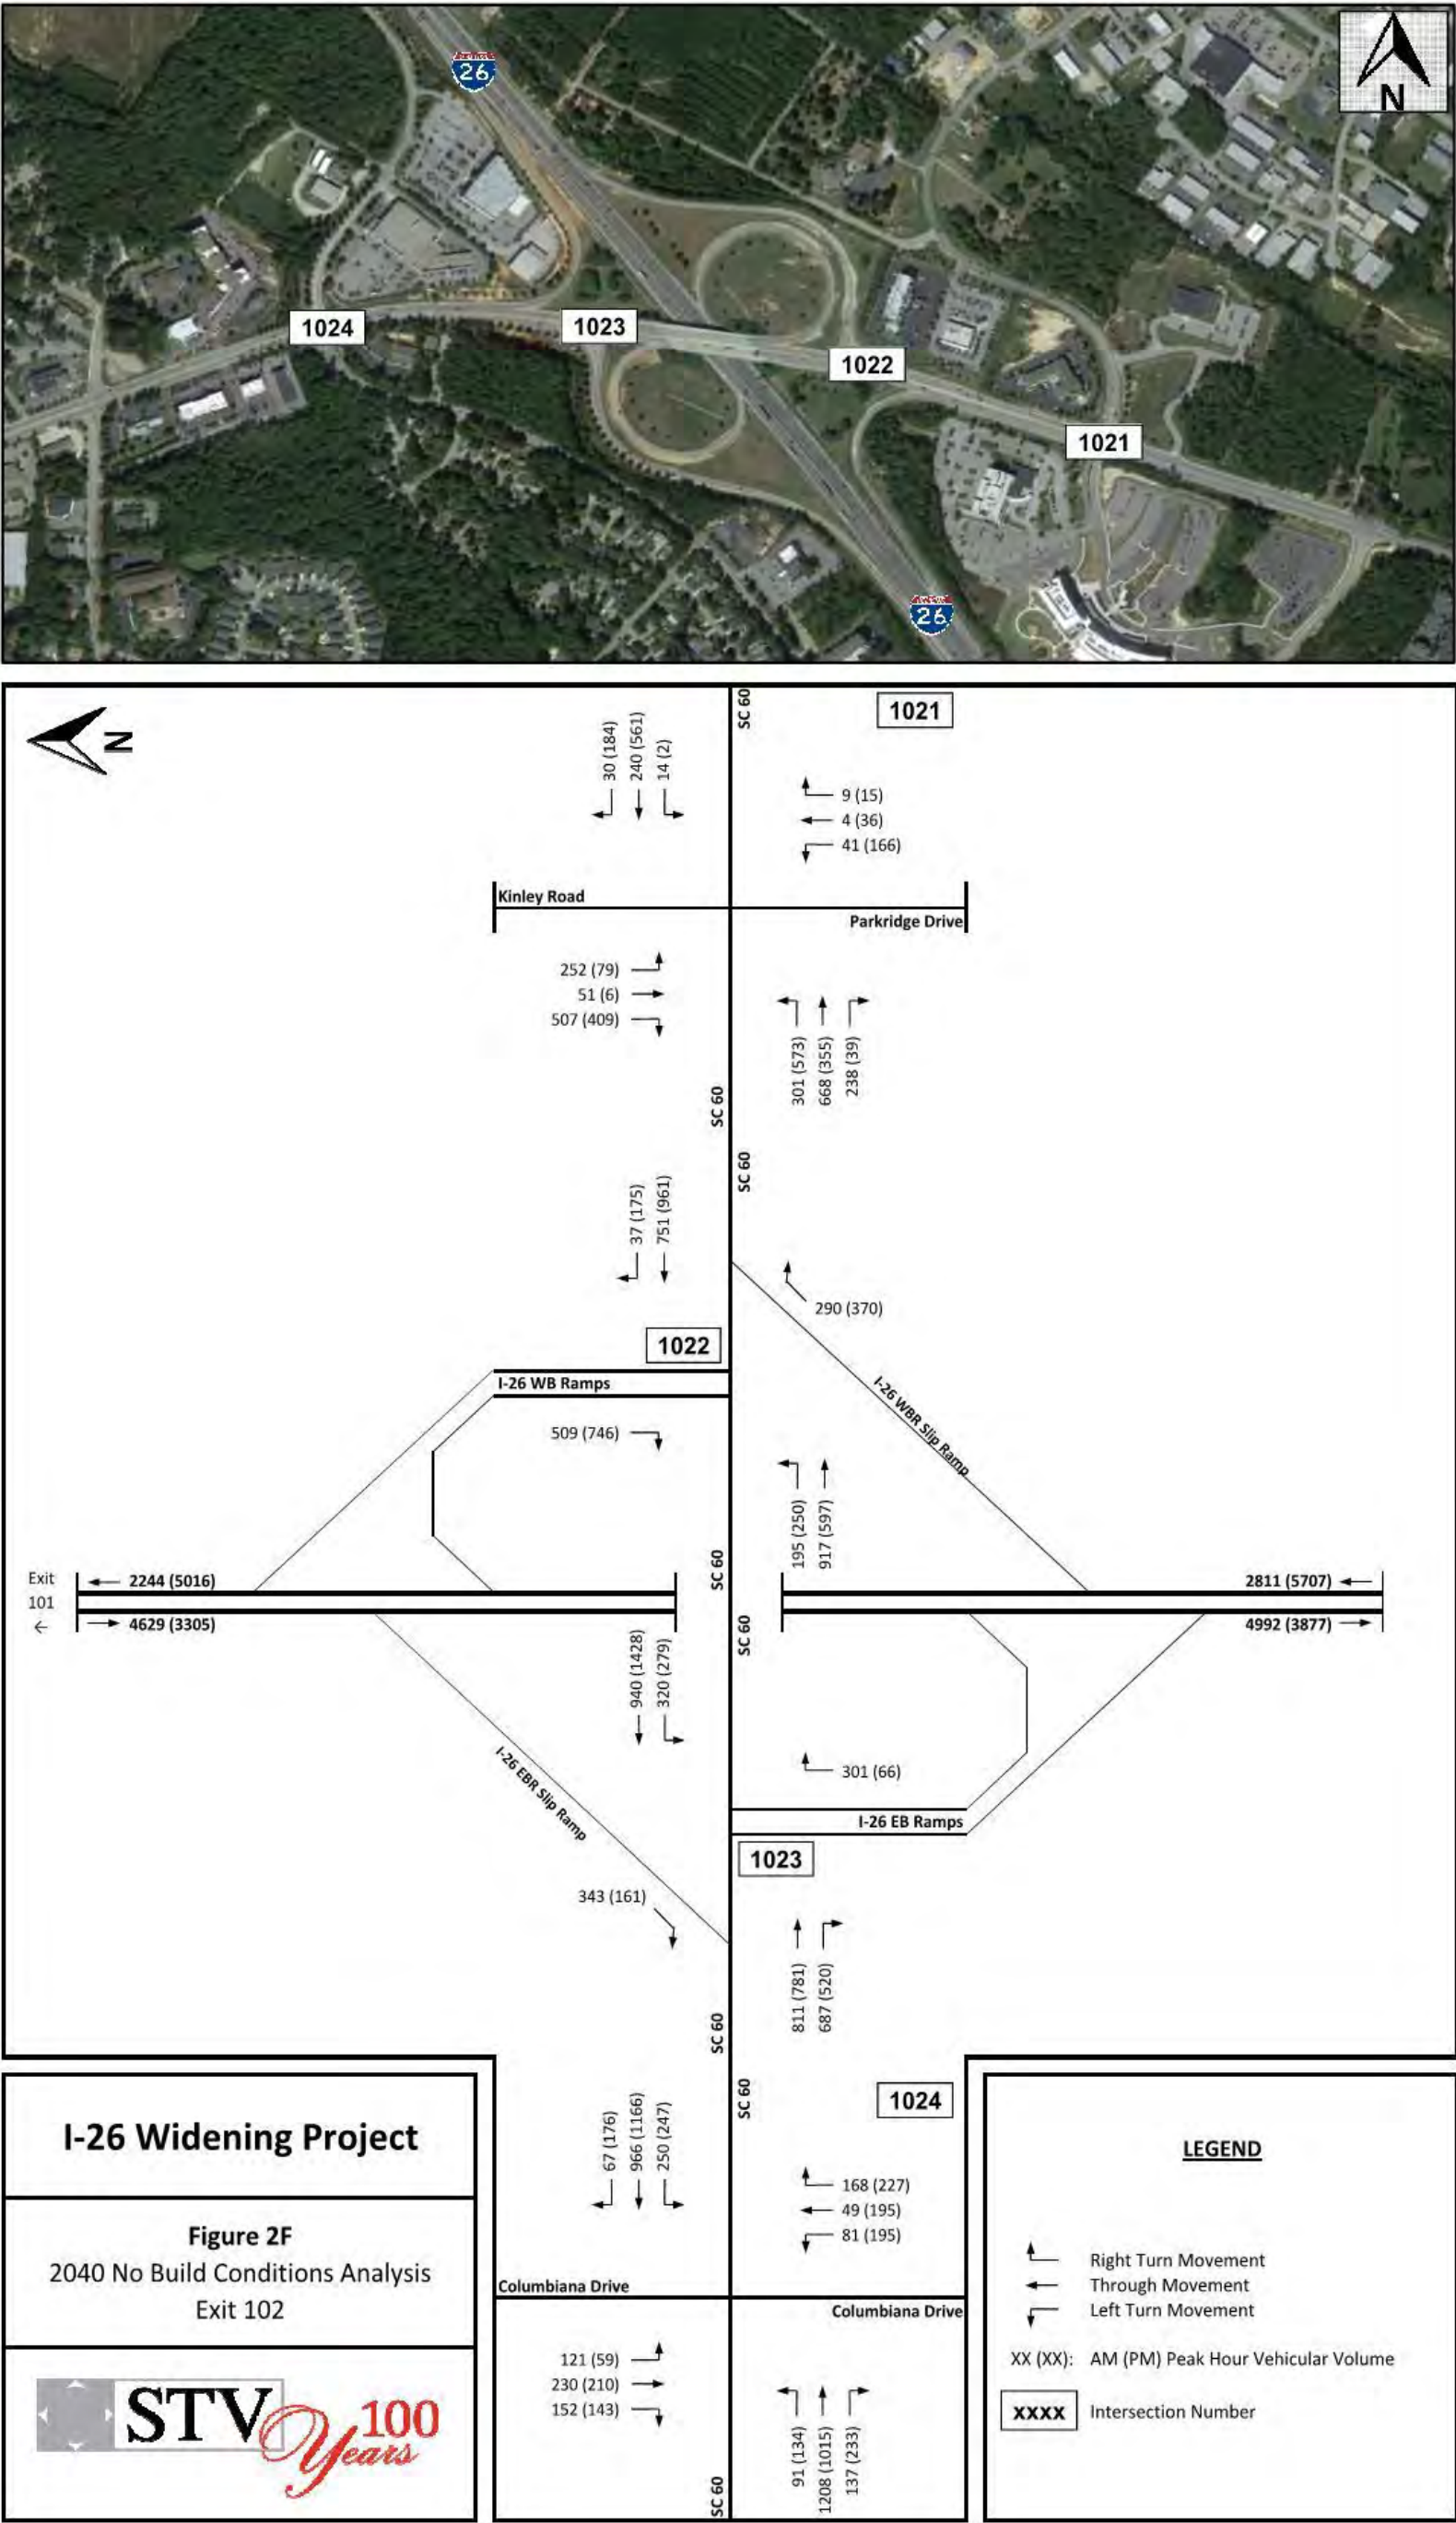 26
N
1024
1023
1022
1021
26
N
SC 60
1021
30 (184)
240 (561)
14 (2)
9 (15)
4 (36)
41 (166)
Kinley Road
Parkridge Drive
252 (79)
51 (6)
507 (409)
301 (573)
668 (355)
238 (39)
SC 60
SC 60
37 (175)
751 (961)
290 (370)
1022
I-26 WB Ramps
I-26 WBR Slip Ramp
509 (746)
195 (250)
917 (597)
Exit
101
←
2244 (5016)
4629 (3305)
SC 60
2811 (5707)
4992 (3877)
SC 60
940 (1428)
320 (279)
I-26 EBR Slip Ramp
301 (66)
I-26 EB Ramps
1023
343 (161)
811 (781)
687 (520)
SC 60
SC 60
1024
67 (176)
966 (1166)
250 (247)
168 (227)
49 (195)
81 (195)
Columbiana Drive
Columbiana Drive
121 (59)
230 (210)
152 (143)
91 (134)
1208 (1015)
137 (233)
SC 60
I-26 Widening Project
Figure 2F
2040 No Build Conditions Analysis
Exit 102
STV 100
Years
LEGEND
Right Turn Movement
Through Movement
Left Turn Movement
XX (XX): AM (PM) Peak Hour Vehicular Volume
XXXX Intersection Number